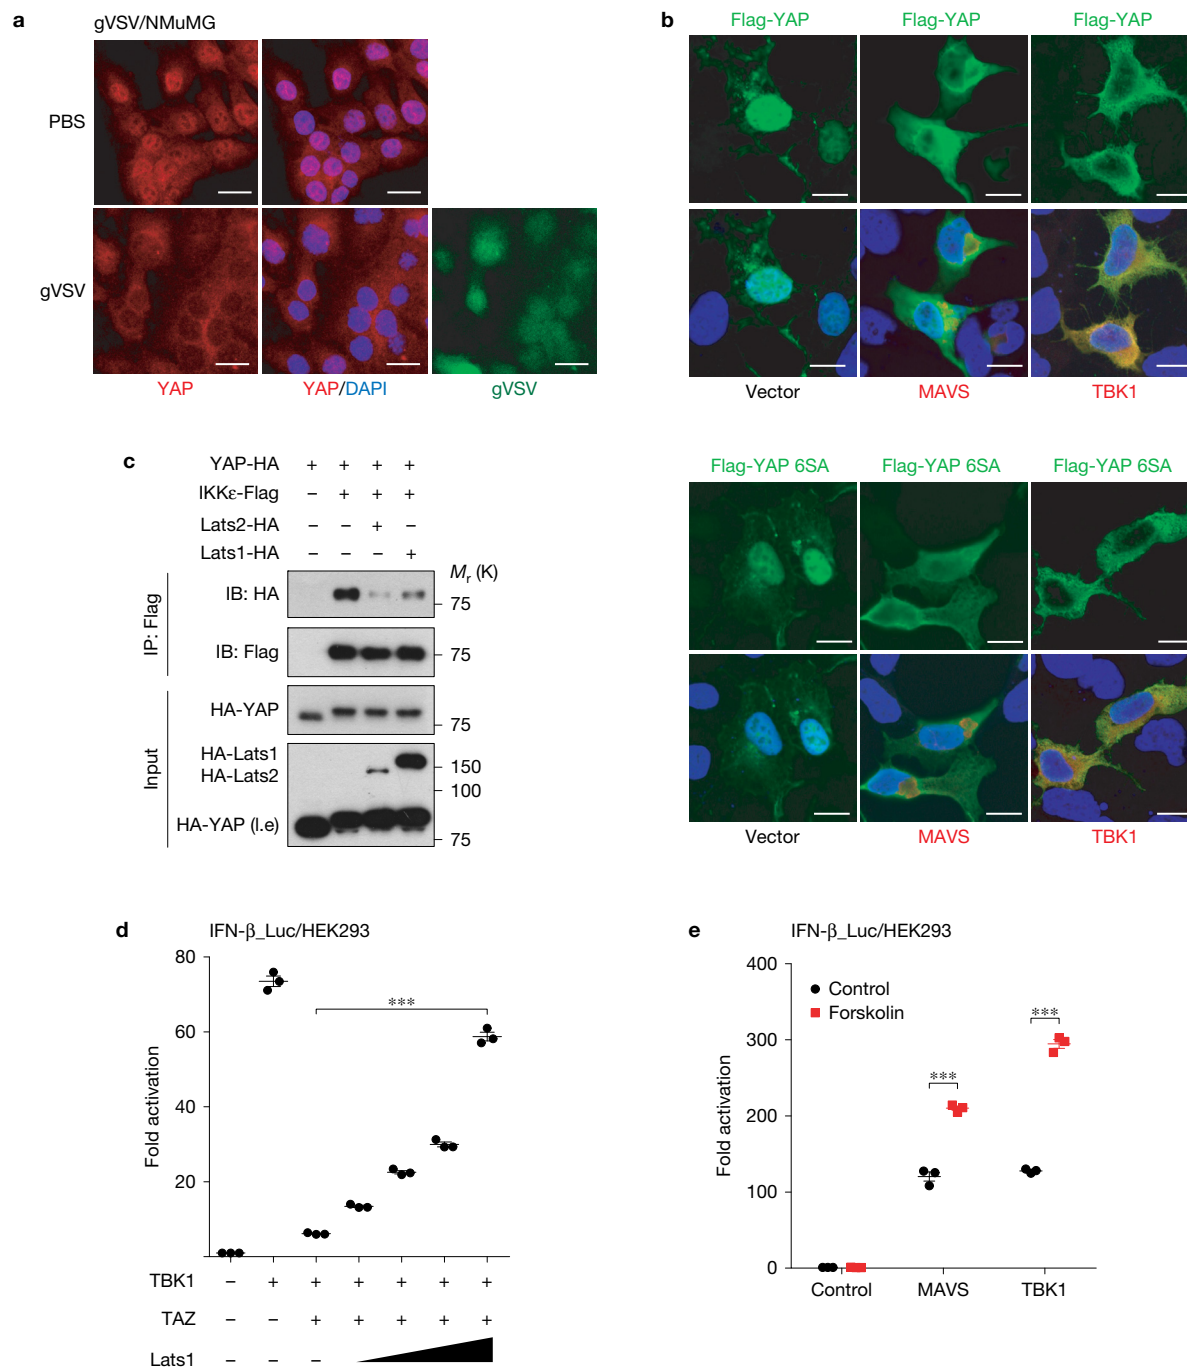 a
gVSV/NMuMG
PBS
gVSV
YAP
YAP/DAPI
gVSV
b
Flag-YAP
Flag-YAP
Flag-YAP
Vector
MAVS
TBK1
Flag-YAP 6SA
Flag-YAP 6SA
Flag-YAP 6SA
Vector
MAVS
TBK1
c
YAP-HA + + + +
IKKε-Flag – + + +
Lats2-HA – – + –
Lats1-HA – – – +
Mr (K)
IP: Flag
IB: HA
75
IB: Flag
75
Input
HA-YAP
75
HA-Lats1
150
HA-Lats2
100
HA-YAP (l.e)
75
d
IFN-β_Luc/HEK293
Fold activation
80
60
40
20
***
TBK1 – + + + + + +
TAZ – – + + + + +
Lats1 – – –
e
IFN-β_Luc/HEK293
Fold activation
400
300
200
100
0
Control
Forskolin
***
***
Control
MAVS
TBK1